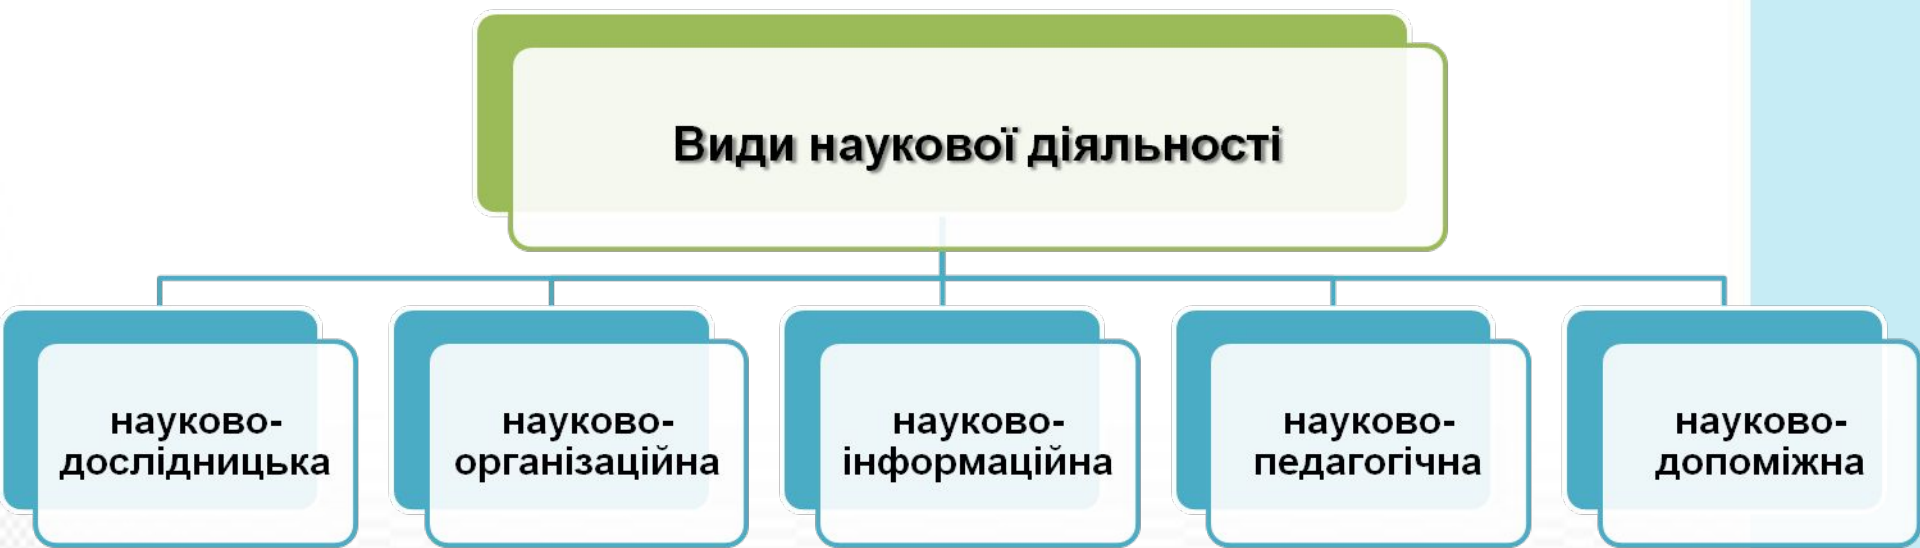 Види наукової діяльності
науково-
дослідницька
науково-
організаційна
науково-
інформаційна
науково-
педагогічна
науково-
допоміжна